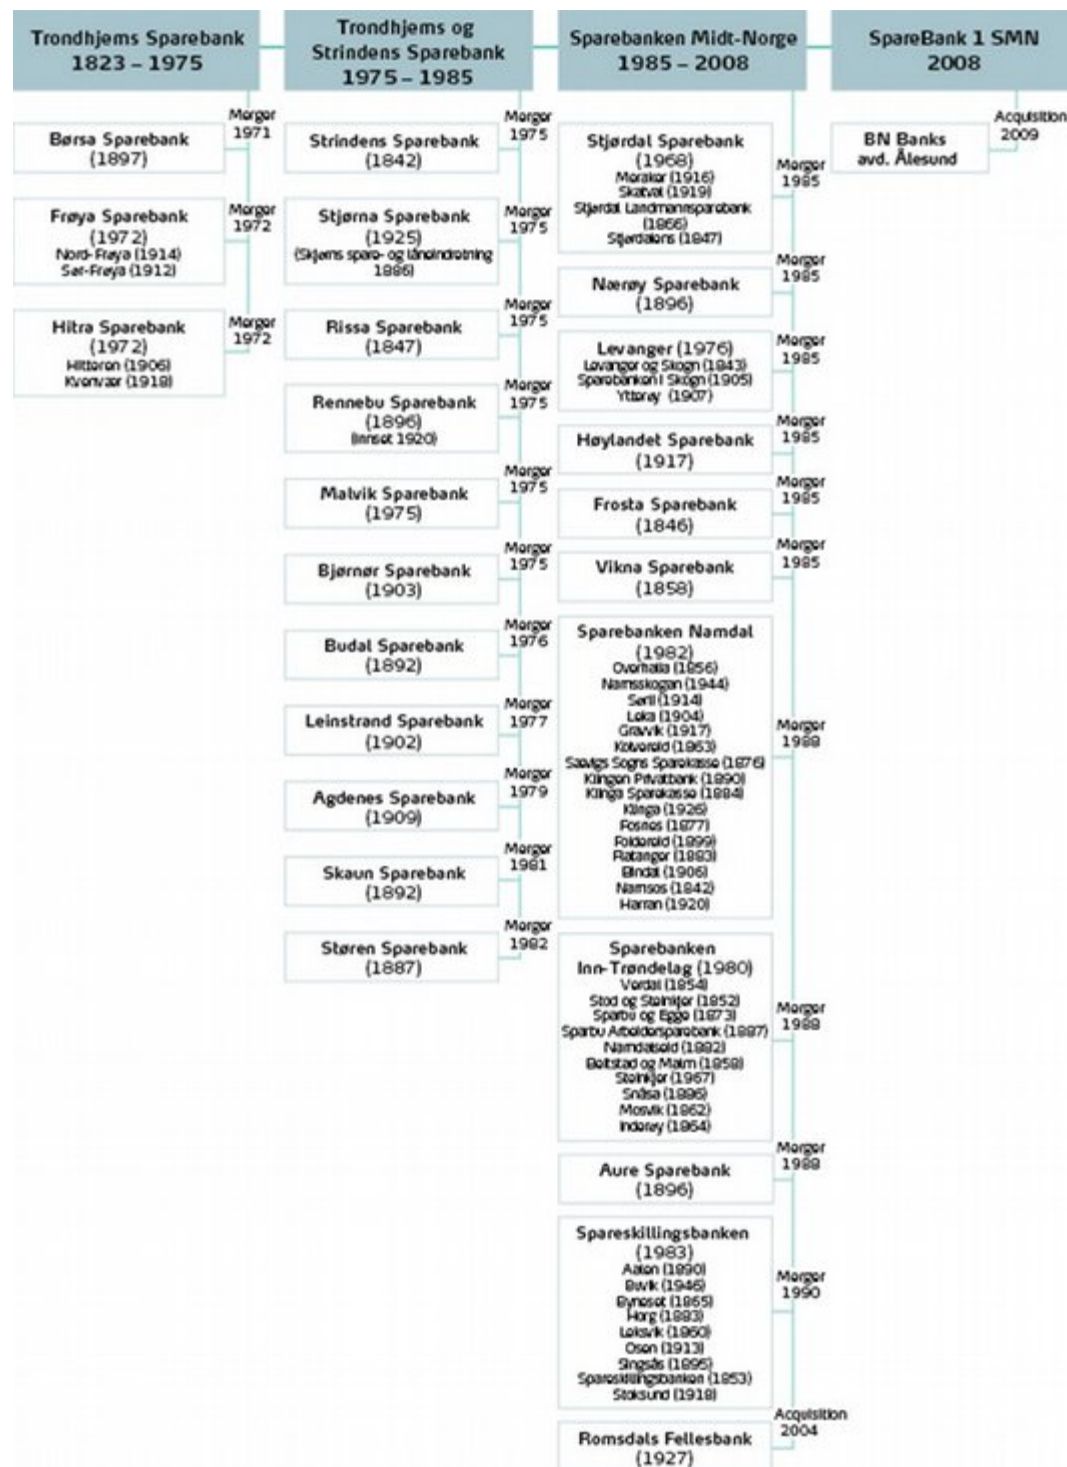 Trondhjems Sparebank
1823 – 1975
Trondhjems og
Strindens Sparebank
1975 – 1985
Sparebanken Midt-Norge
1985 – 2008
SpareBank 1 SMN
2008
Merger
1971
Børsa Sparebank
(1897)
Merger
1972
Frøya Sparebank
(1972)
Nord-Frøya (1914)
Sør-Frøya (1912)
Merger
1972
Hitra Sparebank
(1972)
Hitteren (1906)
Kvenvær (1918)
Merger
1975
Strindens Sparebank
(1842)
Merger
1975
Stjørna Sparebank
(1925)
(Skjørns spare- og låneindretning
1886)
Merger
1975
Rissa Sparebank
(1847)
Merger
1975
Rennebu Sparebank
(1896)
(Innset 1920)
Merger
1975
Malvik Sparebank
(1975)
Merger
1975
Bjørnør Sparebank
(1903)
Merger
1976
Budal Sparebank
(1892)
Merger
1977
Leinstrand Sparebank
(1902)
Merger
1979
Agdenes Sparebank
(1909)
Merger
1981
Skaun Sparebank
(1892)
Merger
1982
Støren Sparebank
(1887)
Stjørdal Sparebank
(1968)
Meraker (1916)
Skatval (1919)
Stjørdal Landmannsparebank
(1866)
Stjørdalens (1847)
Merger
1985
Merger
1985
Nærøy Sparebank
(1896)
Merger
1985
Levanger (1976)
Levanger og Skogn (1843)
Sparebanken i Skogn (1905)
Ytterøy (1907)
Merger
1985
Høylandet Sparebank
(1917)
Merger
1985
Frosta Sparebank
(1846)
Merger
1985
Vikna Sparebank
(1858)
Sparebanken Namdal
(1982)
Overhalla (1856)
Namsskogan (1944)
Sørli (1914)
Leka (1904)
Gravvik (1917)
Kolvereid (1863)
Sævigs Sogns Sparekasse (1876)
Klingen Privatbank (1890)
Klinga Sparekasse (1884)
Klinga (1926)
Fosnes (1877)
Foldereid (1899)
Flatanger (1883)
Bindal (1906)
Namsos (1842)
Harran (1920)
Merger
1988
Sparebanken
Inn-Trøndelag (1980)
Verdal (1854)
Stod og Steinkjer (1852)
Sparbu og Egge (1873)
Sparbu Arbeidersparebank (1887)
Namdalseid (1882)
Beitstad og Malm (1858)
Steinkjer (1967)
Snåsa (1886)
Mosvik (1862)
Inderøy (1864)
Merger
1988
Merger
1988
Aure Sparebank
(1896)
Spareskillingsbanken
(1983)
Aalen (1890)
Buvik (1946)
Byneset (1865)
Horg (1883)
Leksvik (1860)
Osen (1913)
Singsås (1895)
Spareskillingsbanken (1853)
Stoksund (1918)
Merger
1990
Acquisition
2004
Romsdals Fellesbank
(1927)
Acquisition
2009
BN Banks
avd. Ålesund